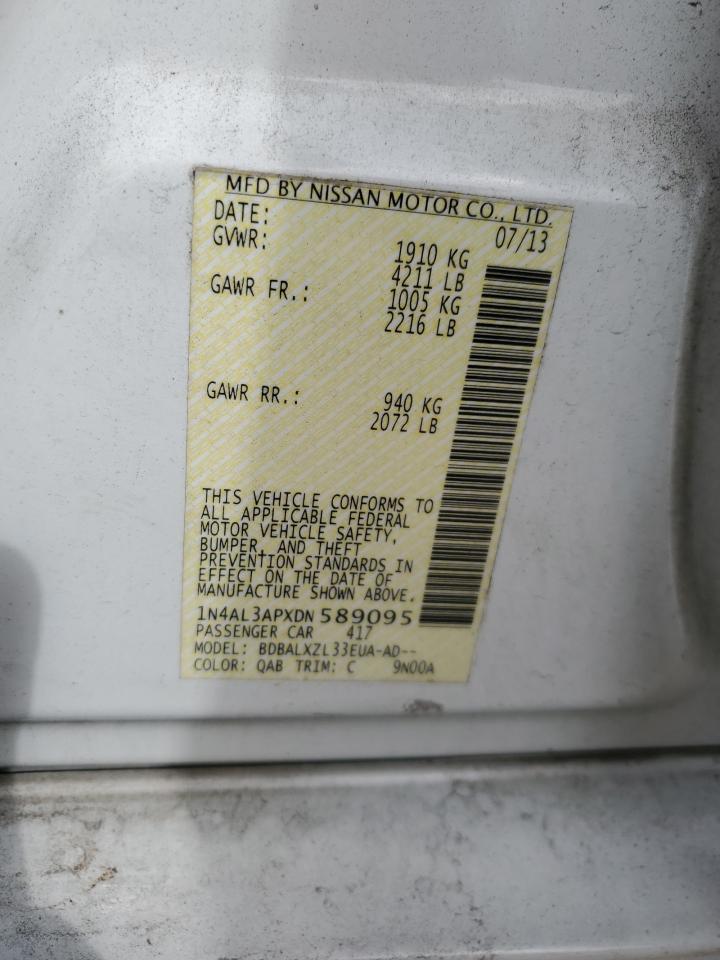 MFD BY NISSAN MOTOR CO., LTD.
DATE: 07/13
GVWR: 1910 KG
4211 LB
GAWR FR.: 1005 KG
2216 LB
GAWR RR.: 940 KG
2072 LB
THIS VEHICLE CONFORMS TO
ALL APPLICABLE FEDERAL
MOTOR VEHICLE SAFETY,
BUMPER, AND THEFT
PREVENTION STANDARDS IN
EFFECT ON THE DATE OF
MANUFACTURE SHOWN ABOVE.
1N4AL3APXDN 589095
PASSENGER CAR 417
MODEL: BDBALXZL33EUA-AD--
COLOR: QAB TRIM: C 9N00A